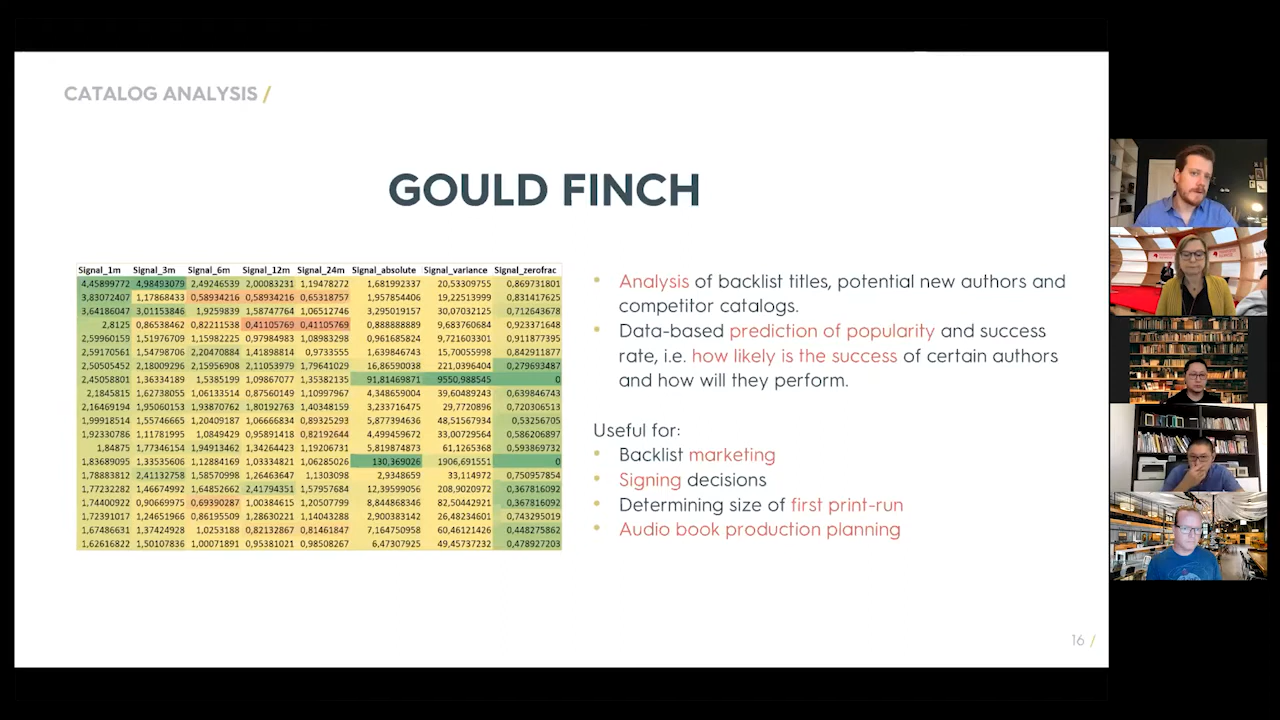 CATALOG ANALYSIS /
GOULD FINCH
Signal_1m Signal_3m Signal_6m Signal_12m Signal_24m Signal_absolute Signal_variance Signal_zerofrac
4,45899772 4,98493079 2,49246539 2,00083231 1,19478272 1,681992337 20,53309755 0,869731801
3,83072407 1,17868433 0,58934216 0,58934216 0,65318757 1,957854406 19,22513999 0,831417625
3,64186047 3,01153846 1,9259839 1,58747764 1,06512746 3,295019157 30,07032125 0,712643678
2,8125 0,86538462 0,82211538 0,41105769 0,41105769 0,888888889 9,683760684 0,923371648
2,59960159 1,51976709 1,15982225 0,97984983 1,08983298 0,961685824 9,721603301 0,911877395
2,59170561 1,54798706 2,20470884 1,41898814 0,9733555 1,639846743 15,70055998 0,842911877
2,50505452 2,18009296 2,15956908 2,11053979 1,79641029 16,86590038 221,0396404 0,279693487
2,45058801 1,36334189 1,5385199 1,09867077 1,35382135 91,81469871 9550,988545 0
2,1845815 1,62738055 1,06133514 0,87560149 1,10997967 4,348659004 39,60489243 0,639846743
2,16469194 1,95060153 1,93870762 1,80192763 1,40348159 3,233716475 29,7720896 0,720306513
1,99918514 1,55746665 1,20409187 1,06666834 0,89325293 5,877394636 48,51567934 0,53256705
1,92330786 1,11781995 1,0849429 0,95891418 0,82192644 4,499459672 33,00729564 0,586206897
1,84875 1,77346154 1,94913462 1,34264423 1,19206731 5,819874873 61,1265368 0,593869732
1,83689095 1,33535606 1,12884169 1,03334821 1,06285026 130,369026 1906,691551 0
1,78883812 2,41132758 1,58570998 1,26463647 1,1303098 2,9348659 33,114972 0,750957854
1,77232282 1,46674992 1,64852662 2,41794351 1,57957684 12,39599056 208,9020972 0,367816092
1,74400922 0,90669975 0,69390287 1,00384615 1,20507799 8,844868346 82,50442921 0,367816092
1,72391017 1,24651966 0,86195509 1,28630221 1,14043288 2,900383142 26,48234601 0,743295019
1,67486631 1,37424928 1,0253188 0,82132867 0,81461847 7,164750958 60,46121426 0,448275862
1,62616822 1,50107836 1,00071891 0,95381021 0,98508267 6,47307925 49,45737232 0,478927203
• Analysis of backlist titles, potential new authors and
competitor catalogs.
• Data-based prediction of popularity and success
rate, i.e. how likely is the success of certain authors
and how will they perform.
Useful for:
• Backlist marketing
• Signing decisions
• Determining size of first print-run
• Audio book production planning
16 /